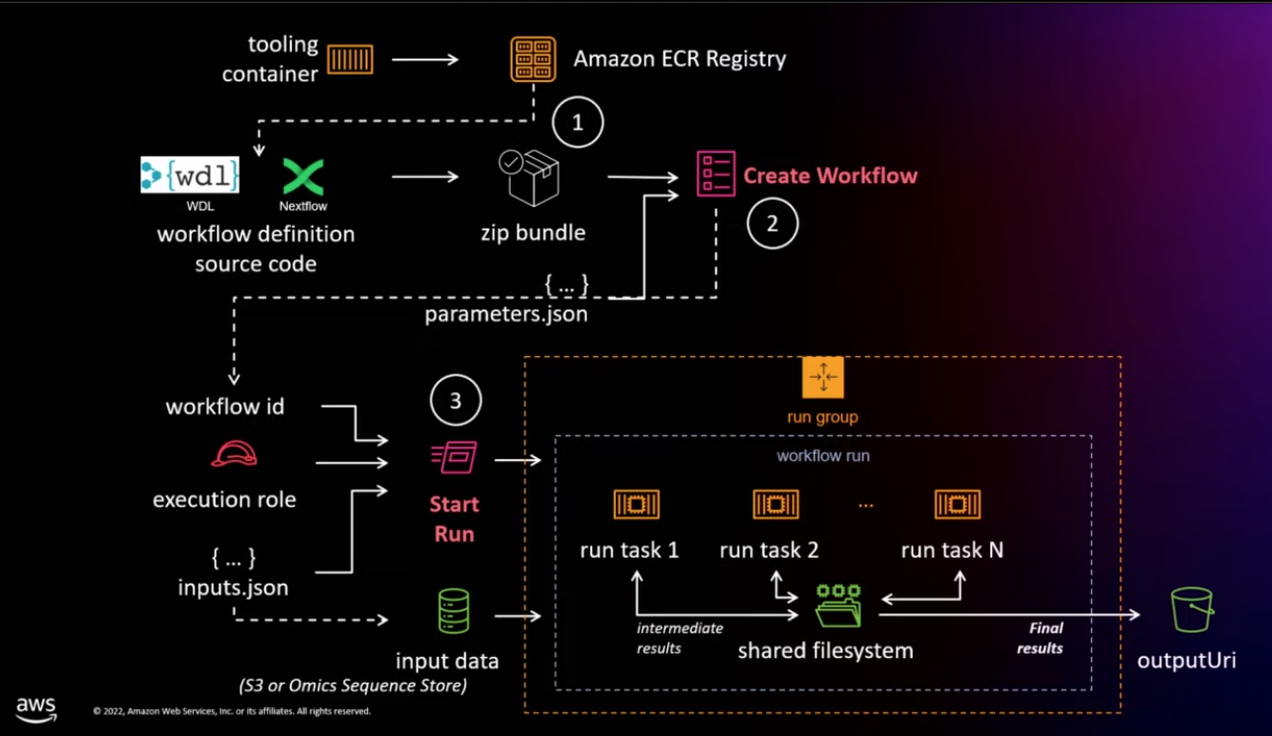 tooling
container
Amazon ECR Registry
1
{wdl}
WDL
Nextflow
workflow definition
source code
zip bundle
Create Workflow
2
{ ... }
parameters.json
workflow id
execution role
{ ... }
inputs.json
3
Start
Run
input data
(S3 or Omics Sequence Store)
run group
workflow run
run task 1
run task 2
...
run task N
intermediate
results
shared filesystem
Final
results
outputUri
aws
© 2022, Amazon Web Services, Inc. or its affiliates. All rights reserved.